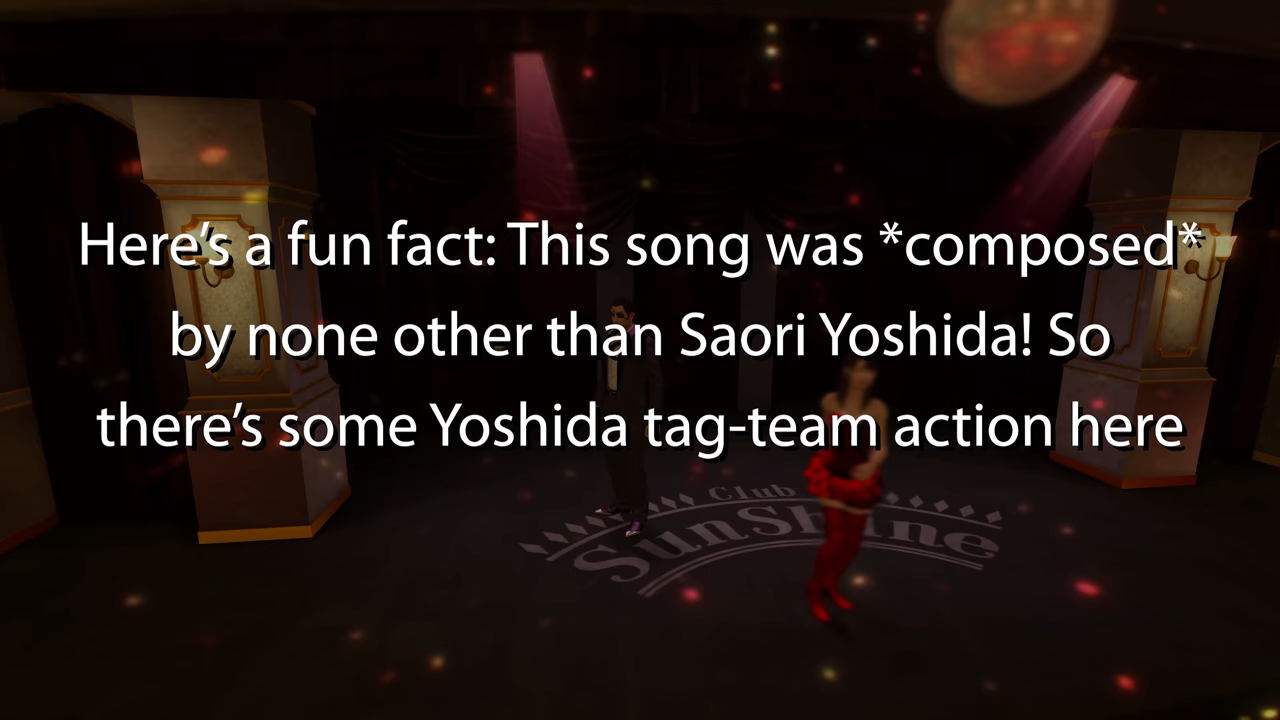 Here’s a fun fact: This song was *composed*
by none other than Saori Yoshida! So
there’s some Yoshida tag-team action here
Club
SunShine